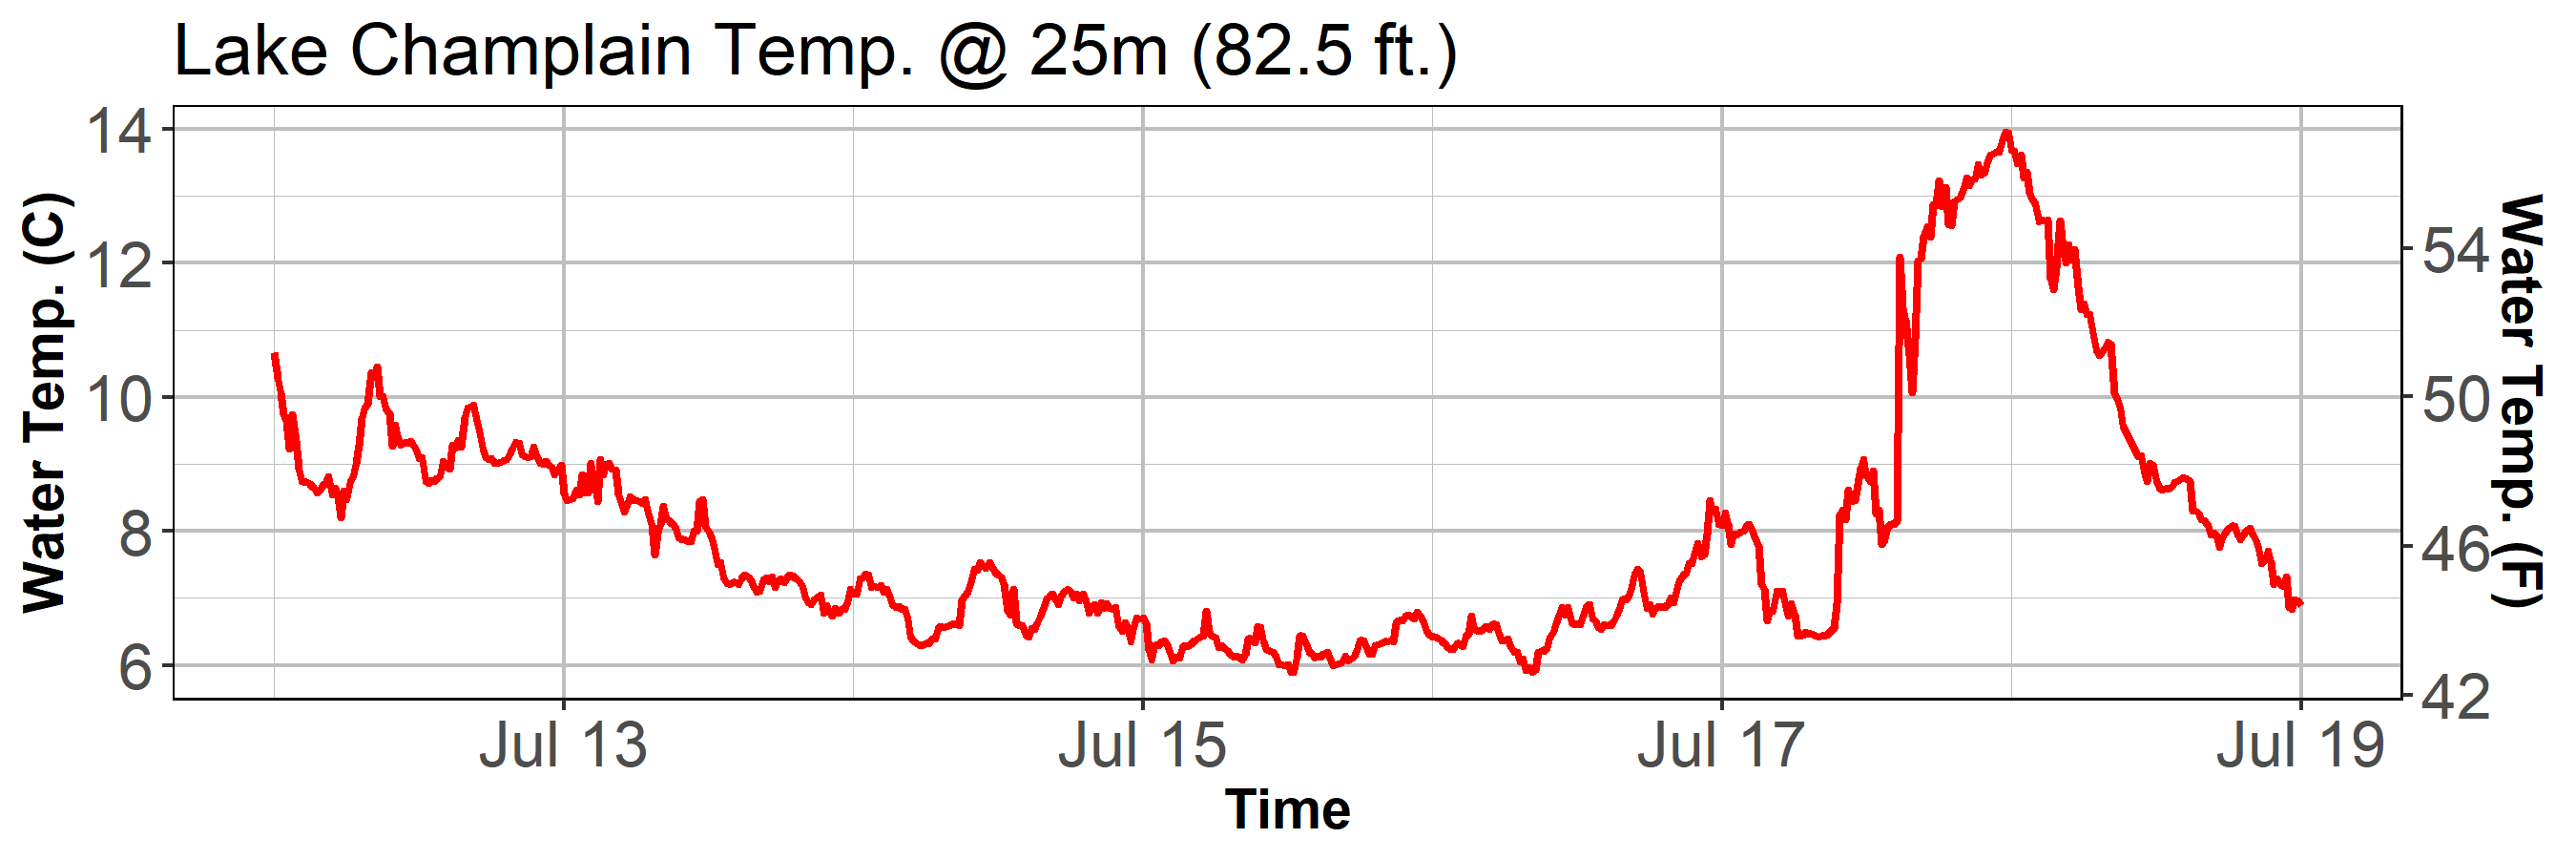 Lake Champlain Temp. @ 25m (82.5 ft.)
Water Temp. (C)
14
12
10
8
6
Water Temp. (F)
54
50
46
42
Jul 13 Jul 15 Jul 17 Jul 19
Time